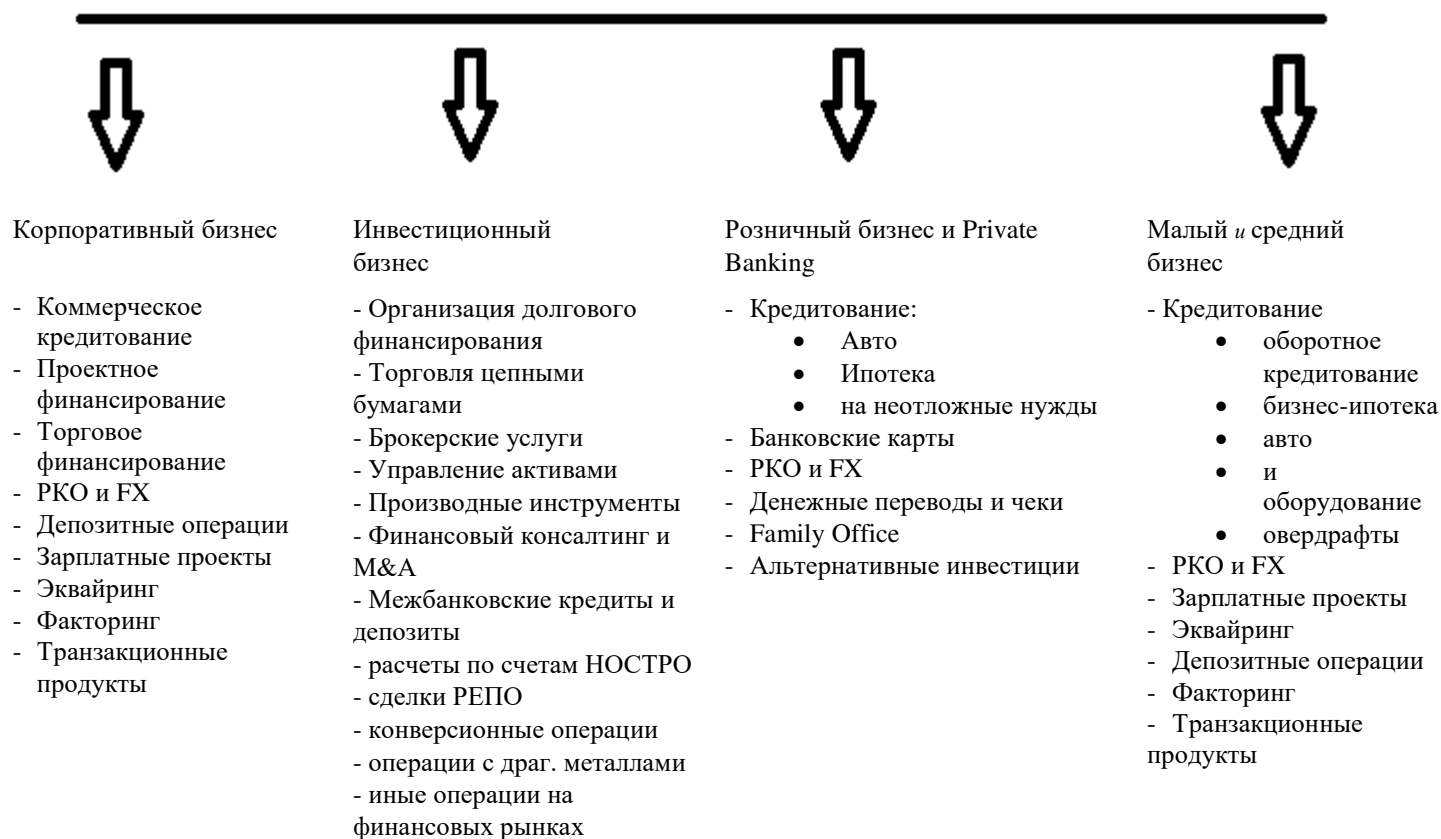 Корпоративный бизнес
- Коммерческое
кредитование
- Проектное
финансирование
- Торговое
финансирование
- РКО и FX
- Депозитные операции
- Зарплатные проекты
- Эквайринг
- Факторинг
- Транзакционные
продукты
Инвестиционный
бизнес
- Организация долгового
финансирования
- Торговля цепными
бумагами
- Брокерские услуги
- Управление активами
- Производные инструменты
- Финансовый консалтинг и
M&A
- Межбанковские кредиты и
депозиты
- расчеты по счетам НОСТРО
- сделки РЕПО
- конверсионные операции
- операции с драг. металлами
- иные операции на
финансовых рынках
Розничный бизнес и Private
Banking
- Кредитование:
• Авто
• Ипотека
• на неотложные нужды
- Банковские карты
- РКО и FX
- Денежные переводы и чеки
- Family Office
- Альтернативные инвестиции
Малый и средний
бизнес
- Кредитование
• оборотное
кредитование
• бизнес-ипотека
• авто
• и
оборудование
• овердрафты
- РКО и FX
- Зарплатные проекты
- Эквайринг
- Депозитные операции
- Факторинг
- Транзакционные
продукты